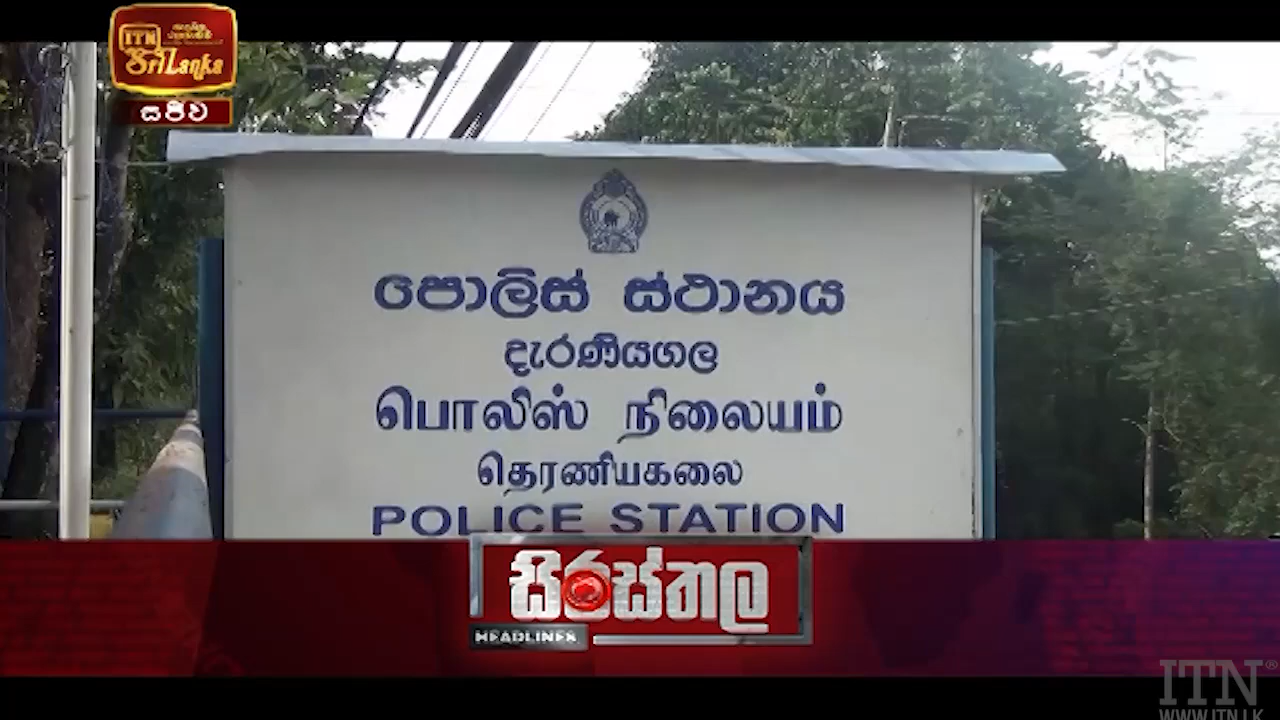 ITN
Sri Lanka
සජීව
පොලිස් ස්ථානය
දැරණියගල
பொலிஸ் நிலையம்
தெரணியகலை
POLICE STATION
සිරස්තල
HEADLINES
ITN®
WWW.ITN.LK